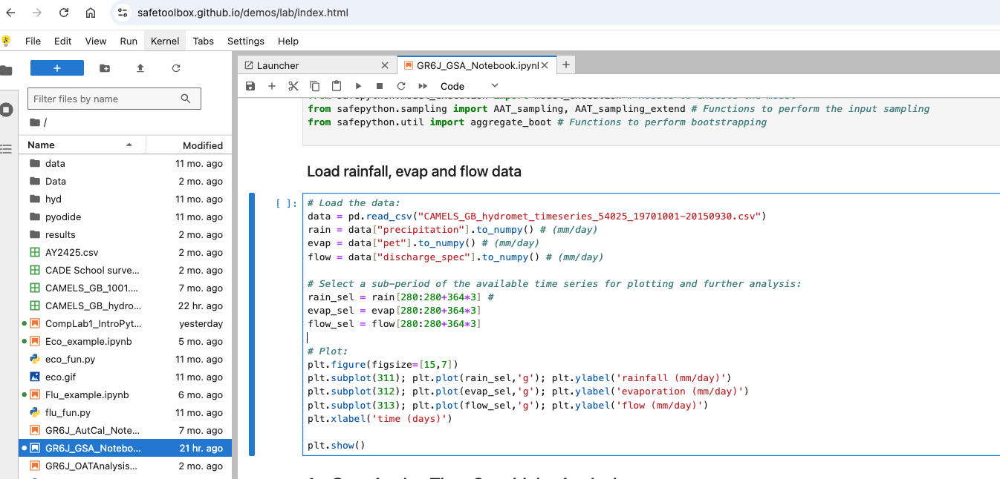 safetoolbox.github.io/demos/lab/index.html
File Edit View Run Kernel Tabs Settings Help
Launcher
GR6J_GSA_Notebook.ipynl
Code
Filter files by name
/
Name Modified
data 11 mo. ago
Data 2 mo. ago
hyd 11 mo. ago
pyodide 11 mo. ago
results 2 mo. ago
AY2425.csv 2 mo. ago
CADE School surve... 2 mo. ago
CAMELS_GB_1001.... 7 mo. ago
CAMELS_GB_hydro... 22 hr. ago
CompLab1_IntroPyt... yesterday
Eco_example.ipynb 5 mo. ago
eco_fun.py 11 mo. ago
eco.gif 11 mo. ago
Flu_example.ipynb 6 mo. ago
flu_fun.py 11 mo. ago
GR6J_AutCal_Note... 7 mo. ago
GR6J_GSA_Notebo... 21 hr. ago
GR6J_OATAnalysis... 2 mo. ago
from safepython.sampling import AAT_sampling, AAT_sampling_extend # Functions to perform the input sampling
from safepython.util import aggregate_boot # Functions to perform bootstrapping
Load rainfall, evap and flow data
[ ]:
# Load the data:
data = pd.read_csv("CAMELS_GB_hydromet_timeseries_54025_19701001-20150930.csv")
rain = data["precipitation"].to_numpy() # (mm/day)
evap = data["pet"].to_numpy() # (mm/day)
flow = data["discharge_spec"].to_numpy() # (mm/day)
# Select a sub-period of the available time series for plotting and further analysis:
rain_sel = rain[280:280+364*3] #
evap_sel = evap[280:280+364*3]
flow_sel = flow[280:280+364*3]
# Plot:
plt.figure(figsize=[15,7])
plt.subplot(311); plt.plot(rain_sel,'g'); plt.ylabel('rainfall (mm/day)')
plt.subplot(312); plt.plot(evap_sel,'g'); plt.ylabel('evaporation (mm/day)')
plt.subplot(313); plt.plot(flow_sel,'g'); plt.ylabel('flow (mm/day)')
plt.xlabel('time (days)')
plt.show()